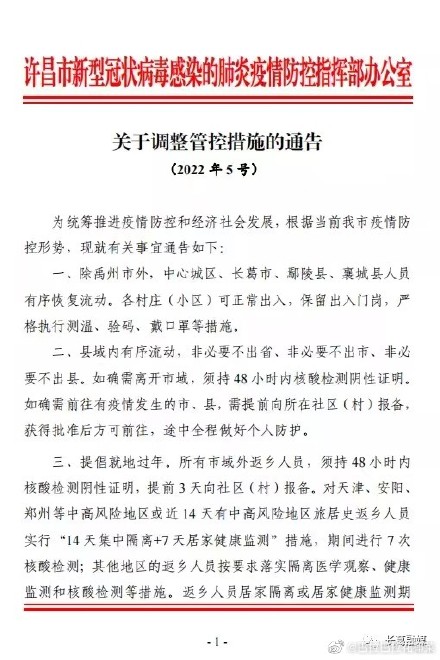 许昌市新型冠状病毒感染的肺炎疫情防控指挥部办公室
关于调整管控措施的通告
（2022 年 5 号）
为统筹推进疫情防控和经济社会发展，根据当前我市疫情防
控形势，现就有关事宜通告如下：
一、除禹州市外，中心城区、长葛市、鄢陵县、襄城县人员
有序恢复流动。各村庄（小区）可正常出入，保留出入门岗，严
格执行测温、验码、戴口罩等措施。
二、县域内有序流动，非必要不出省、非必要不出市、非必
要不出县。如确需离开市域，须持 48 小时内核酸检测阴性证明。
如确需前往有疫情发生的市、县，需提前向所在社区（村）报备，
获得批准后方可前往，途中全程做好个人防护。
三、提倡就地过年。所有市域外返乡人员，须持 48 小时内
核酸检测阴性证明，提前 3 天向社区（村）报备。对天津、安阳、
郑州等中高风险地区或近 14 天有中高风险地区旅居史返乡人员
实行“14 天集中隔离+7 天居家健康监测”措施，期间进行 7 次
核酸检测；其他地区的返乡人员按要求落实隔离医学观察、健康
监测和核酸检测等措施。返乡人员居家隔离或居家健康监测期
- 1 -
长葛融媒